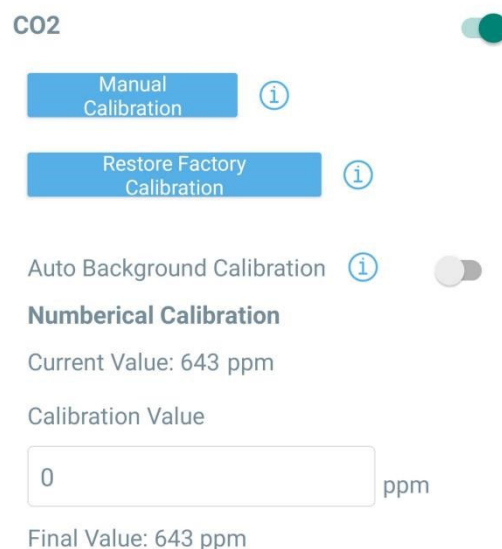 CO2
Manual
Calibration
Restore Factory
Calibration
Auto Background Calibration
Numberical Calibration
Current Value: 643 ppm
Calibration Value
0
ppm
Final Value: 643 ppm